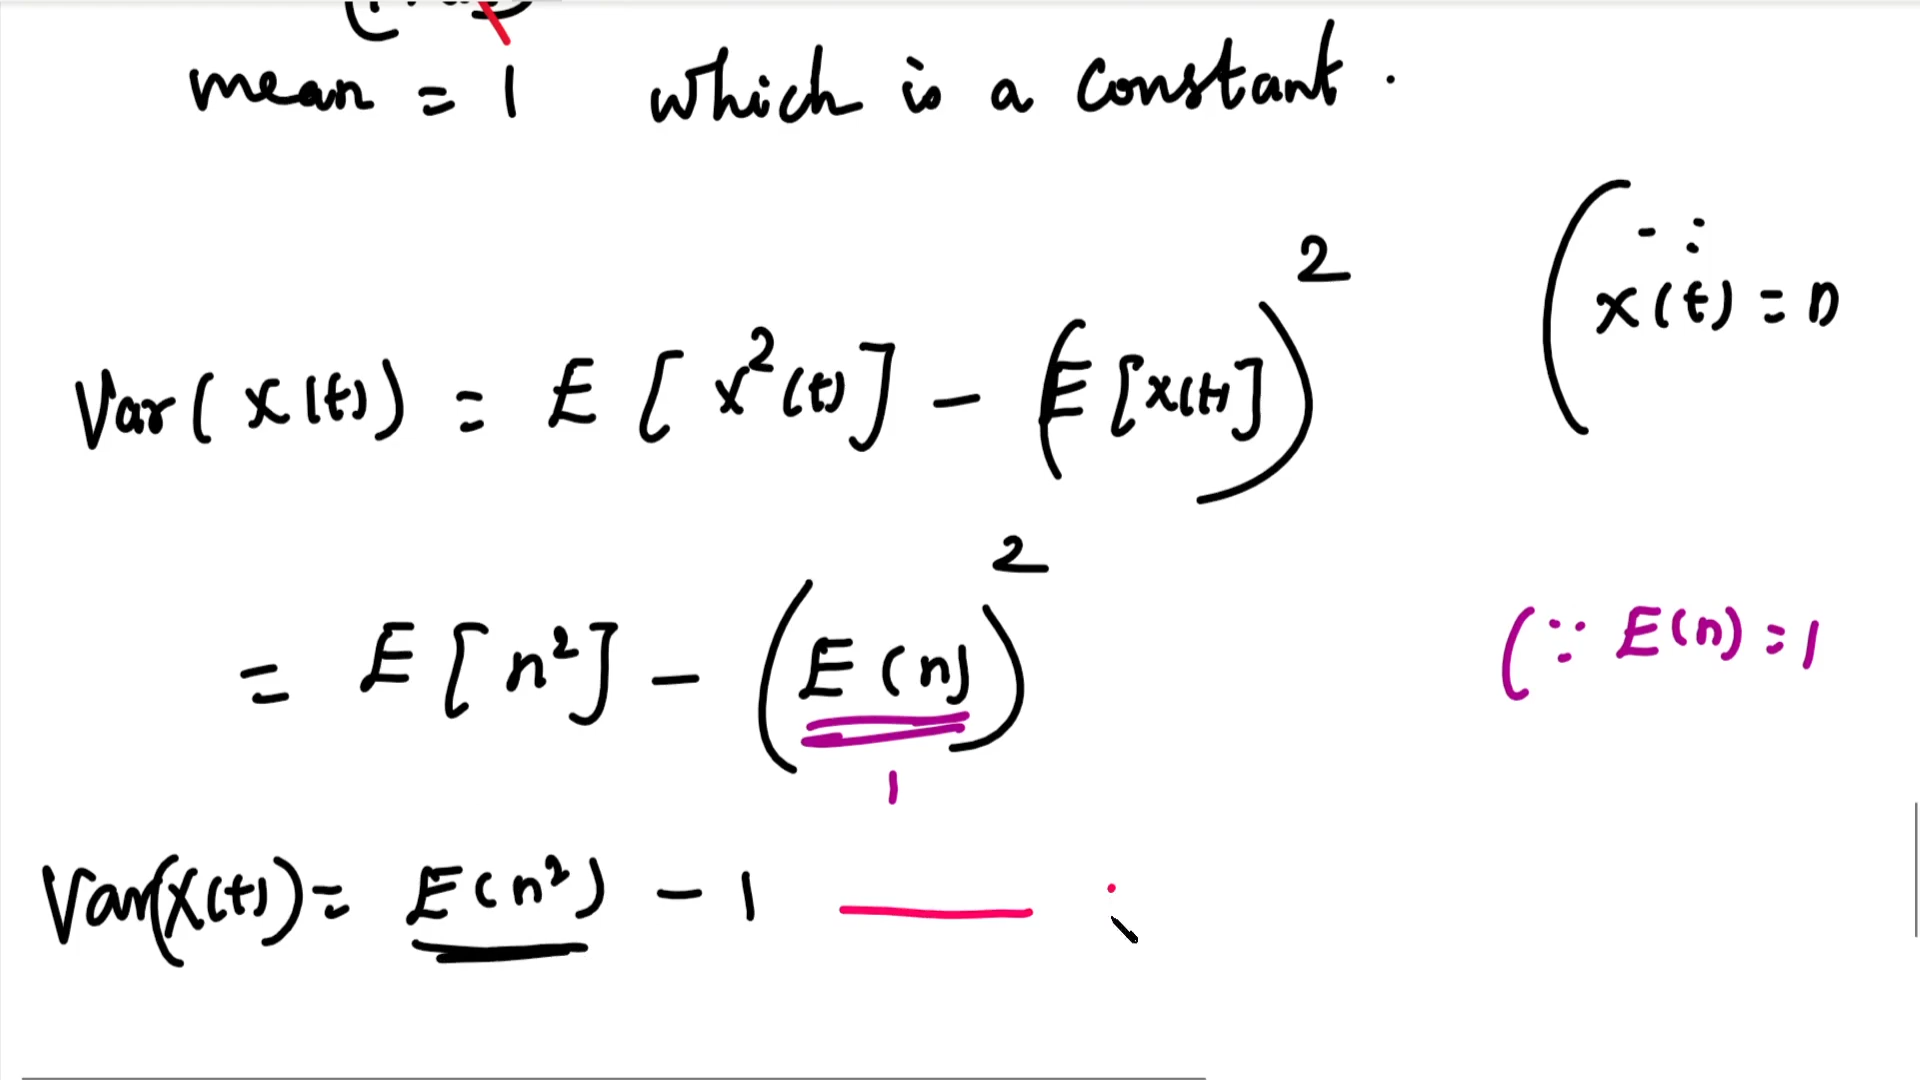 mean = 1 which is a constant.
(∵ X(t) = n
Var(X(t)) = E[X²(t)] - (E[X(t)])²
= E[n²] - (E(n))² (∵ E(n) = 1
1
Var(X(t)) = E(n²) - 1